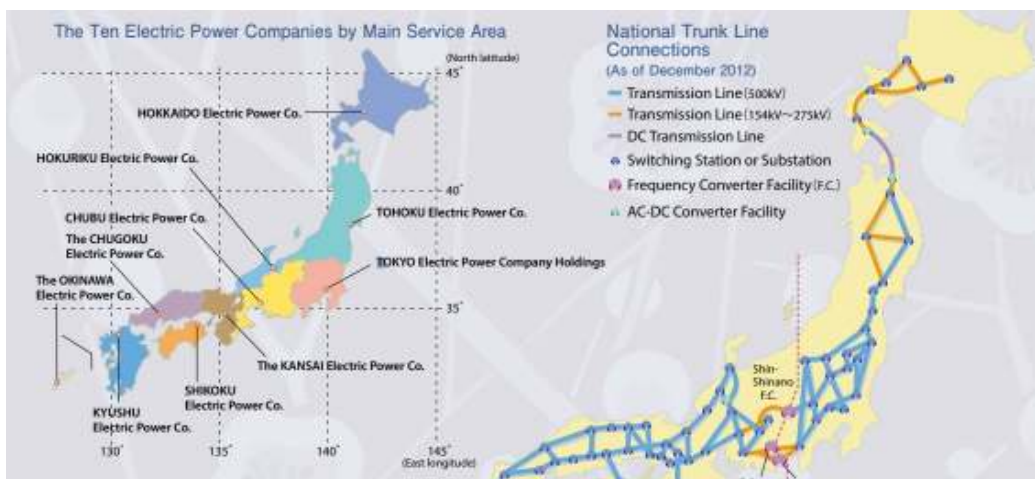 The Ten Electric Power Companies by Main Service Area
(North latitude)
45°
HOKKAIDO Electric Power Co.
HOKURIKU Electric Power Co.
40°
CHUBU Electric Power Co.
TOHOKU Electric Power Co.
The CHUGOKU
Electric Power Co.
TOKYO Electric Power Company Holdings
The OKINAWA
Electric Power Co.
35°
The KANSAI Electric Power Co.
SHIKOKU
Electric Power Co.
KYUSHU
Electric Power Co.
130°
135°
140°
145°
(East longitude)
National Trunk Line
Connections
(As of December 2012)
Transmission Line(500kV)
Transmission Line(154kV～275kV)
DC Transmission Line
Switching Station or Substation
Frequency Converter Facility(F.C.)
AC-DC Converter Facility
Shin-
Shinano
F.C.